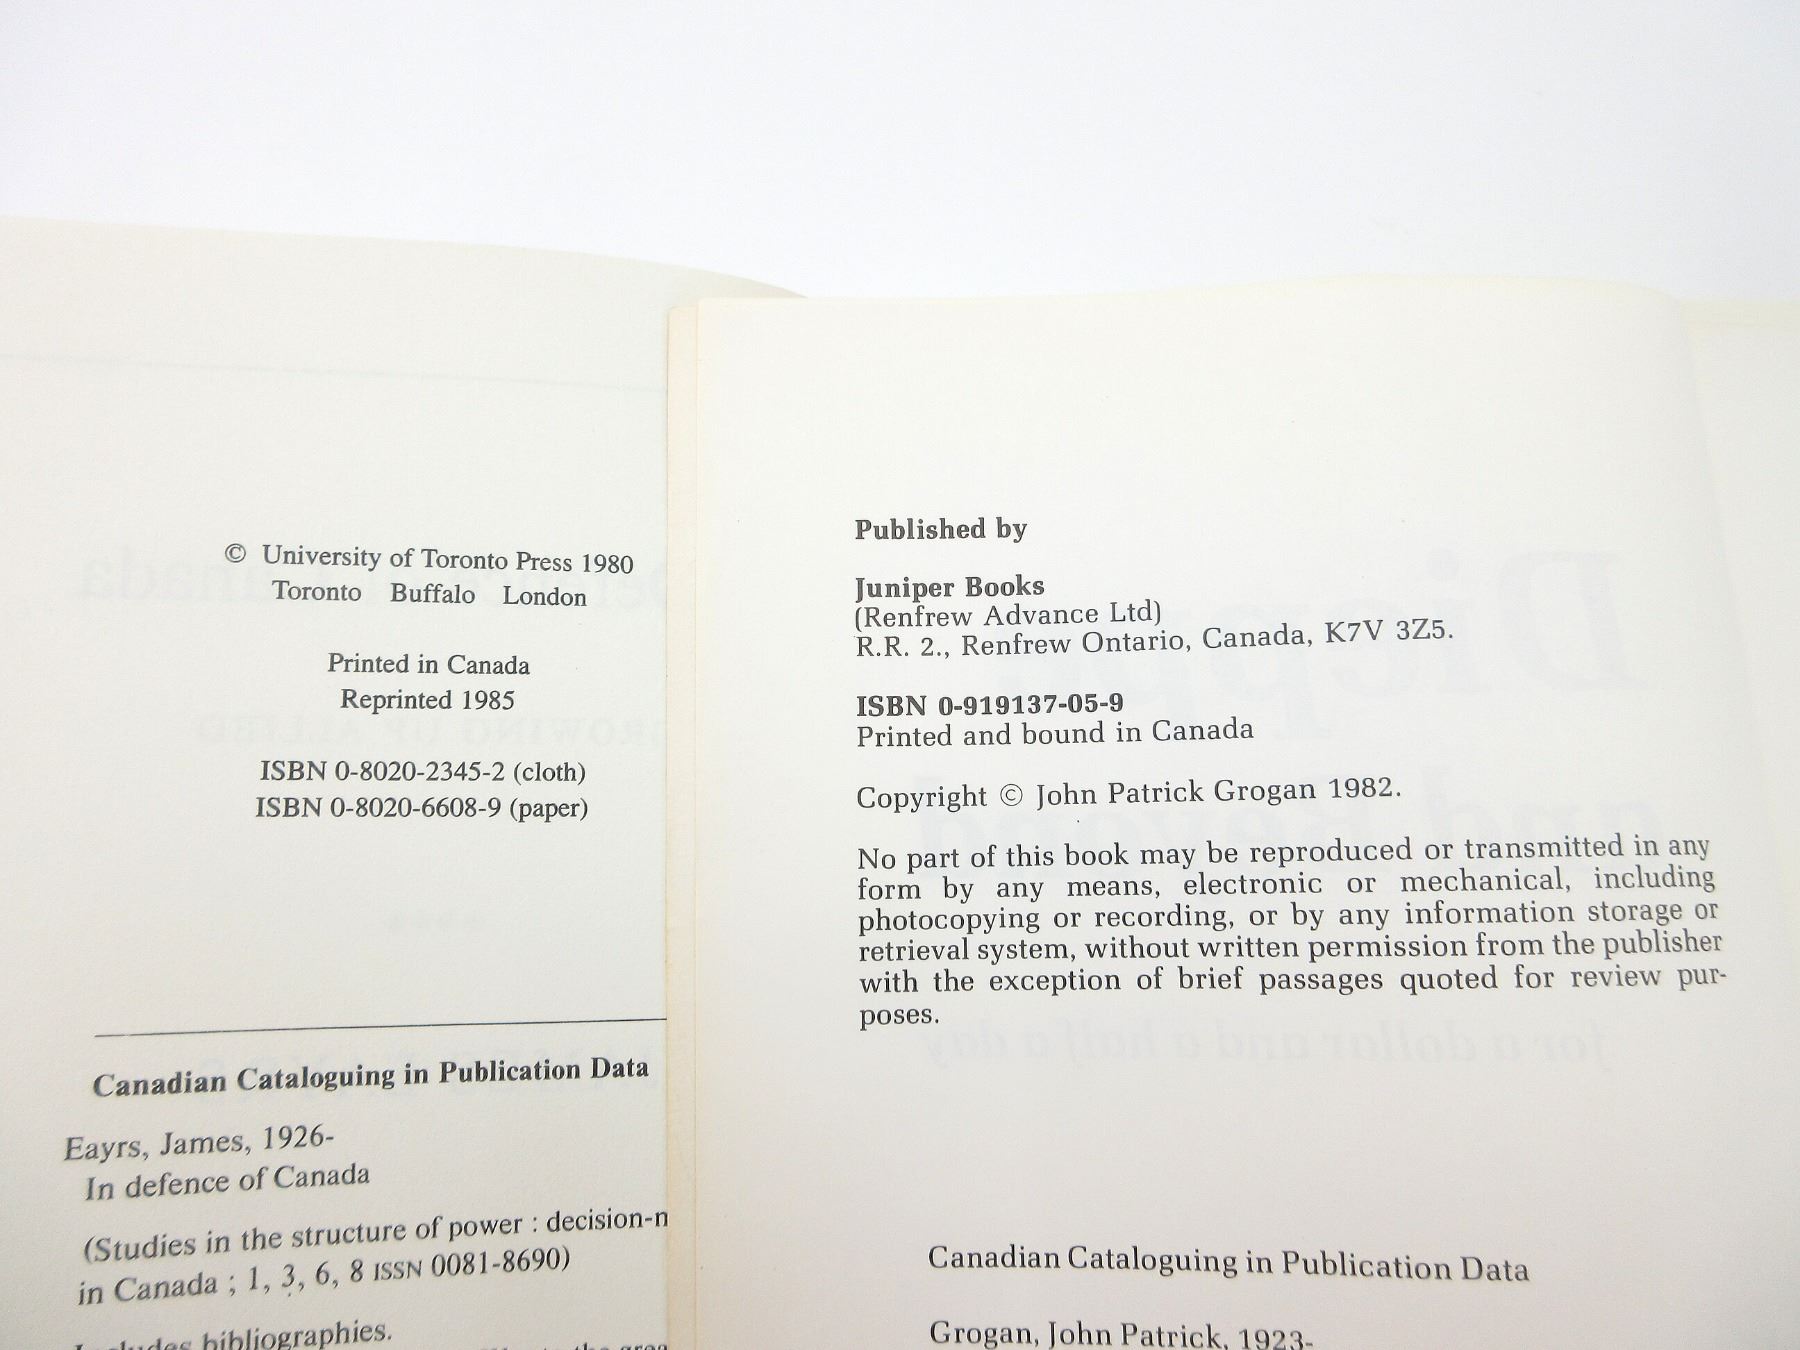 © University of Toronto Press 1980
Toronto Buffalo London
Printed in Canada
Reprinted 1985
ISBN 0-8020-2345-2 (cloth)
ISBN 0-8020-6608-9 (paper)
Canadian Cataloguing in Publication Data
Eayrs, James, 1926-
In defence of Canada
(Studies in the structure of power : decision-m
in Canada ; 1, 3, 6, 8 ISSN 0081-8690)
Includes bibliographies.
Published by
Juniper Books
(Renfrew Advance Ltd)
R.R. 2., Renfrew Ontario, Canada, K7V 3Z5.
ISBN 0-919137-05-9
Printed and bound in Canada
Copyright © John Patrick Grogan 1982.
No part of this book may be reproduced or transmitted in any
form by any means, electronic or mechanical, including
photocopying or recording, or by any information storage or
retrieval system, without written permission from the publisher
with the exception of brief passages quoted for review pur-
poses.
Canadian Cataloguing in Publication Data
Grogan, John Patrick, 1923-